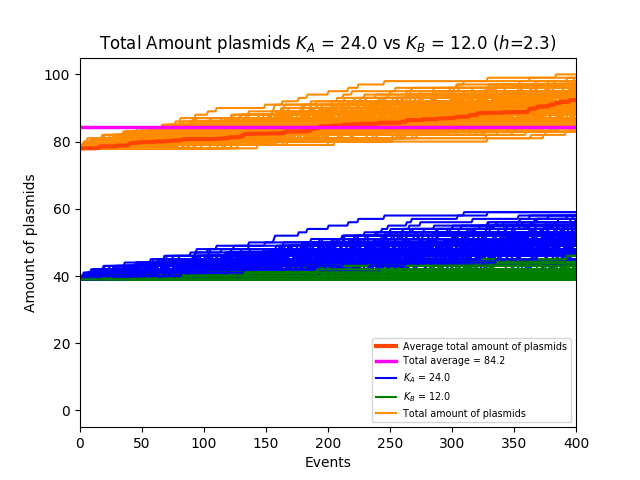 Total Amount plasmids K_A = 24.0 vs K_B = 12.0 (h=2.3)
Amount of plasmids
100
80
60
40
20
0
0 50 100 150 200 250 300 350 400
Events
Average total amount of plasmids
Total average = 84.2
K_A = 24.0
K_B = 12.0
Total amount of plasmids